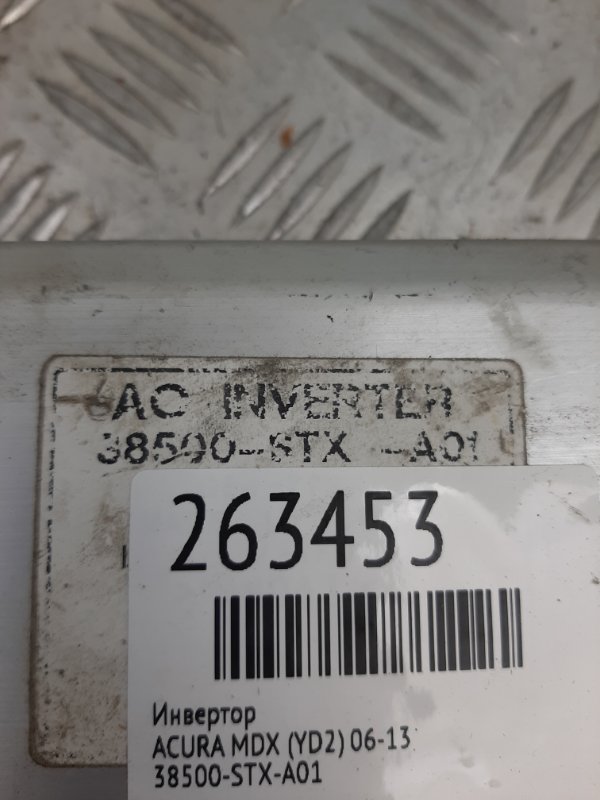 AC INVERTER
38500-STX -A01
263453
Инвертор
ACURA MDX (YD2) 06-13
38500-STX-A01